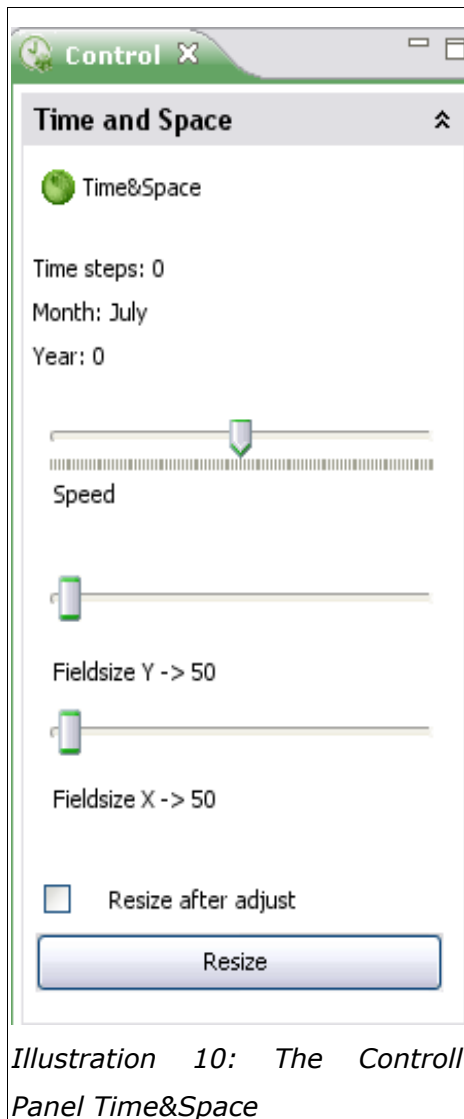 Control
Time and Space
Time&Space
Time steps: 0
Month: July
Year: 0
Speed
Fieldsize Y -> 50
Fieldsize X -> 50
Resize after adjust
Resize
Illustration 10: The Controll
Panel Time&Space